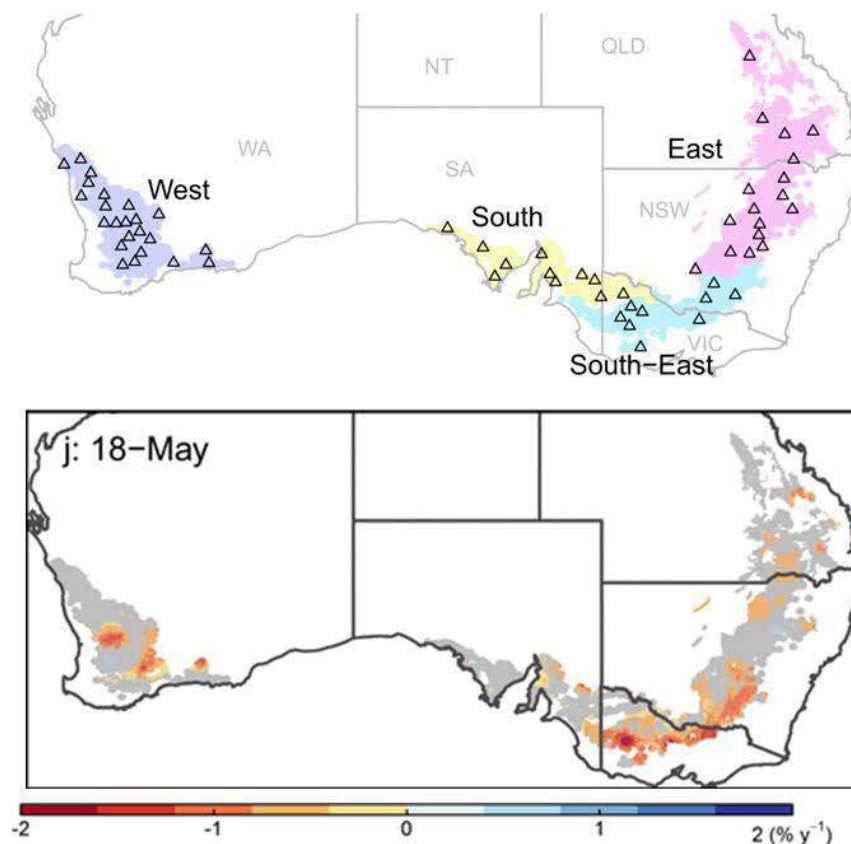 QLD
NT
WA
East
West
SA
South
NSW
VIC
South−East
j: 18−May
-2 -1 0 1 2 (% y⁻¹)